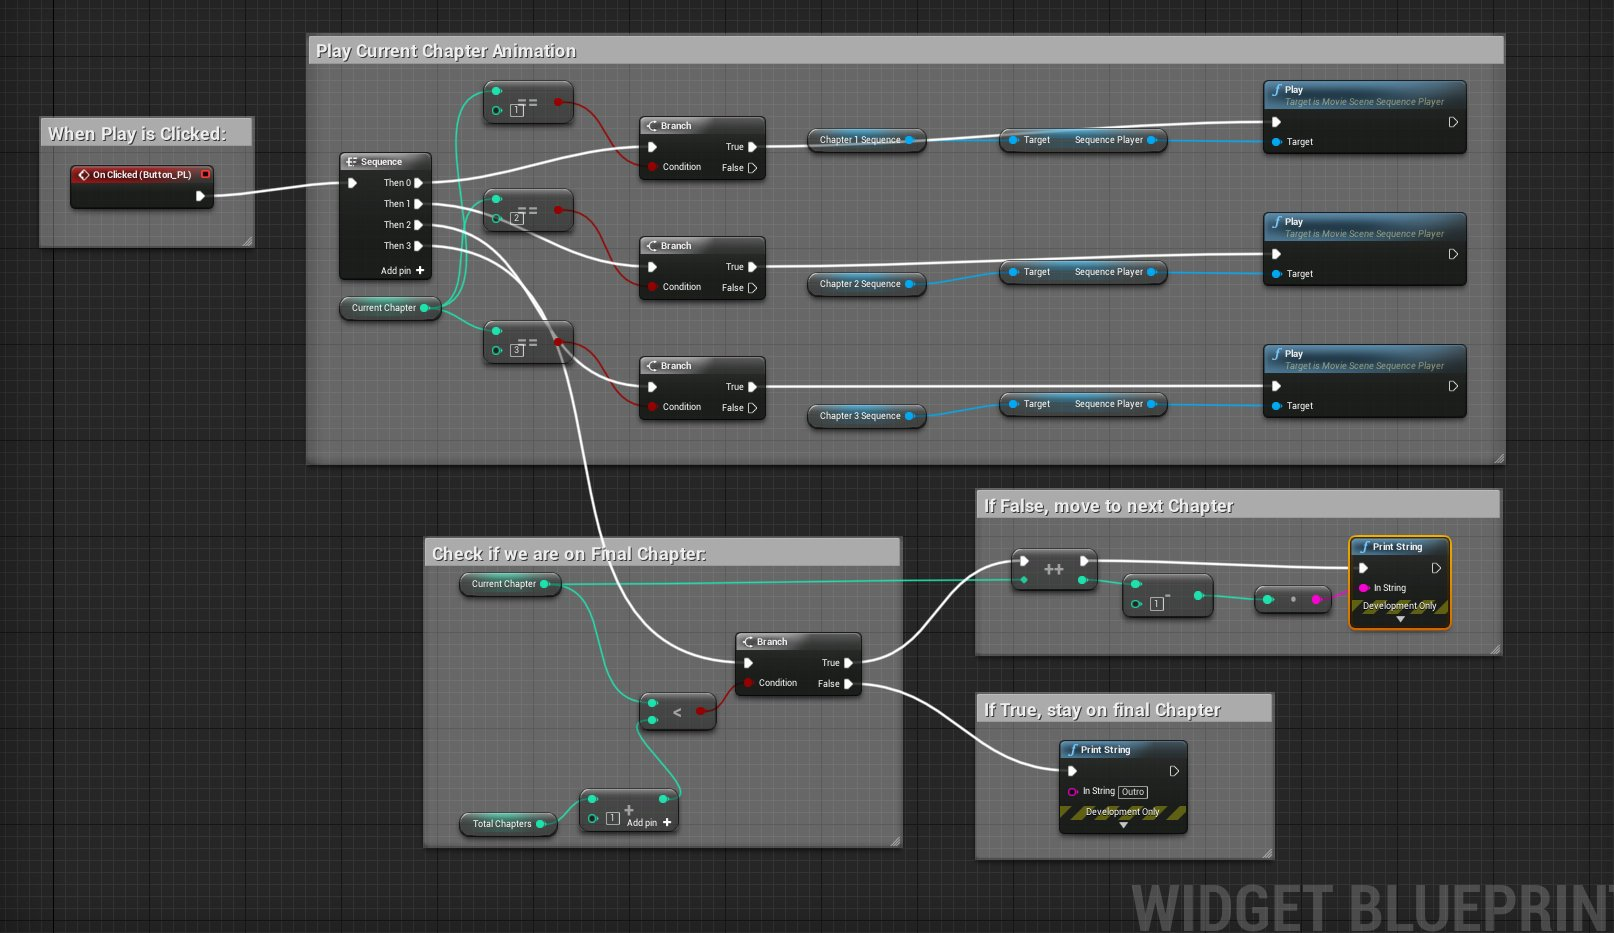 Play Current Chapter Animation
When Play is Clicked:
On Clicked (Button_PL)
Sequence
Then 0
Then 1
Then 2
Then 3
Add pin +
Current Chapter
==
1
==
2
==
3
Branch
True
Condition
False
Chapter 1 Sequence
Target
Sequence Player
Play
Target is Movie Scene Sequence Player
Target
Branch
True
Condition
False
Chapter 2 Sequence
Target
Sequence Player
Play
Target is Movie Scene Sequence Player
Target
Branch
True
Condition
False
Chapter 3 Sequence
Target
Sequence Player
Play
Target is Movie Scene Sequence Player
Target
Check if we are on Final Chapter:
Current Chapter
Branch
True
Condition
False
<
Total Chapters
+
1
Add pin +
If False, move to next Chapter
++
-
1
Print String
In String
Development Only
If True, stay on final Chapter
Print String
In String Outro
Development Only
WIDGET BLUEPRINT